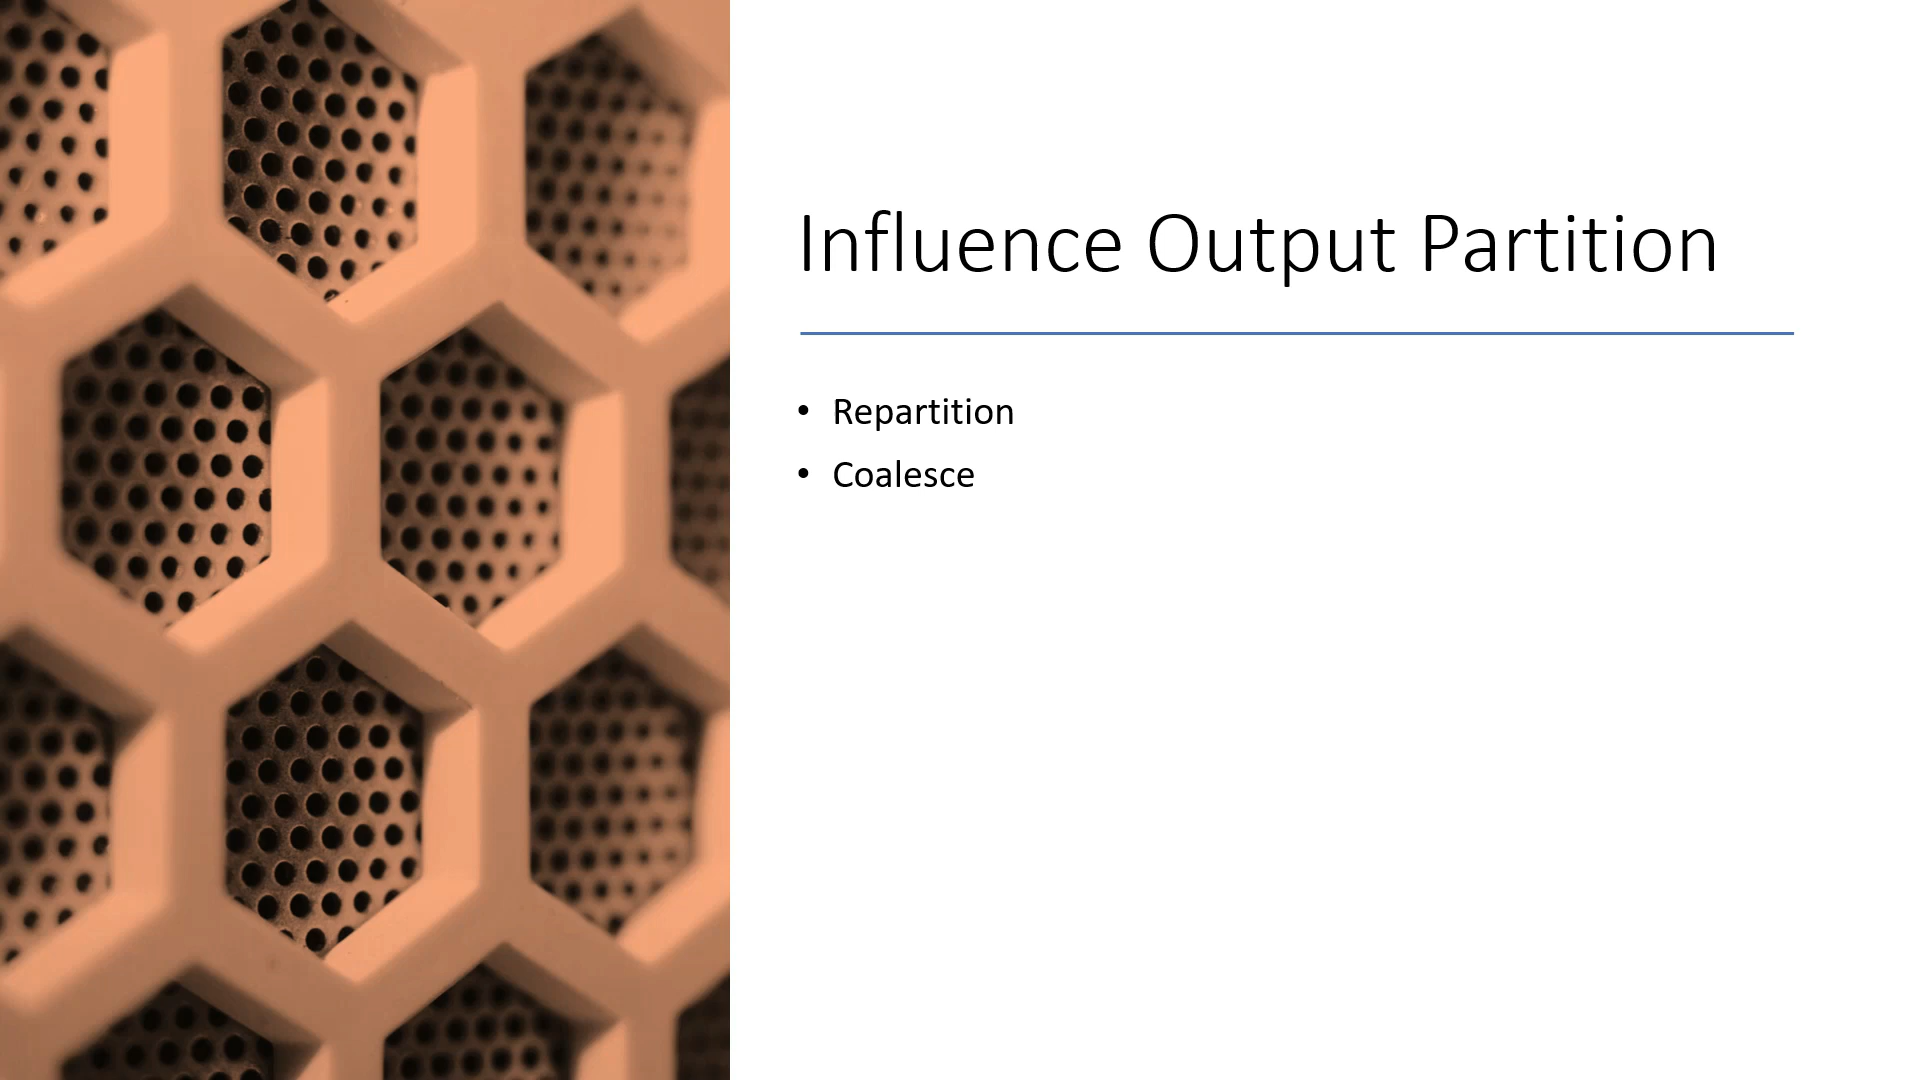 Influence Output Partition
• Repartition
• Coalesce